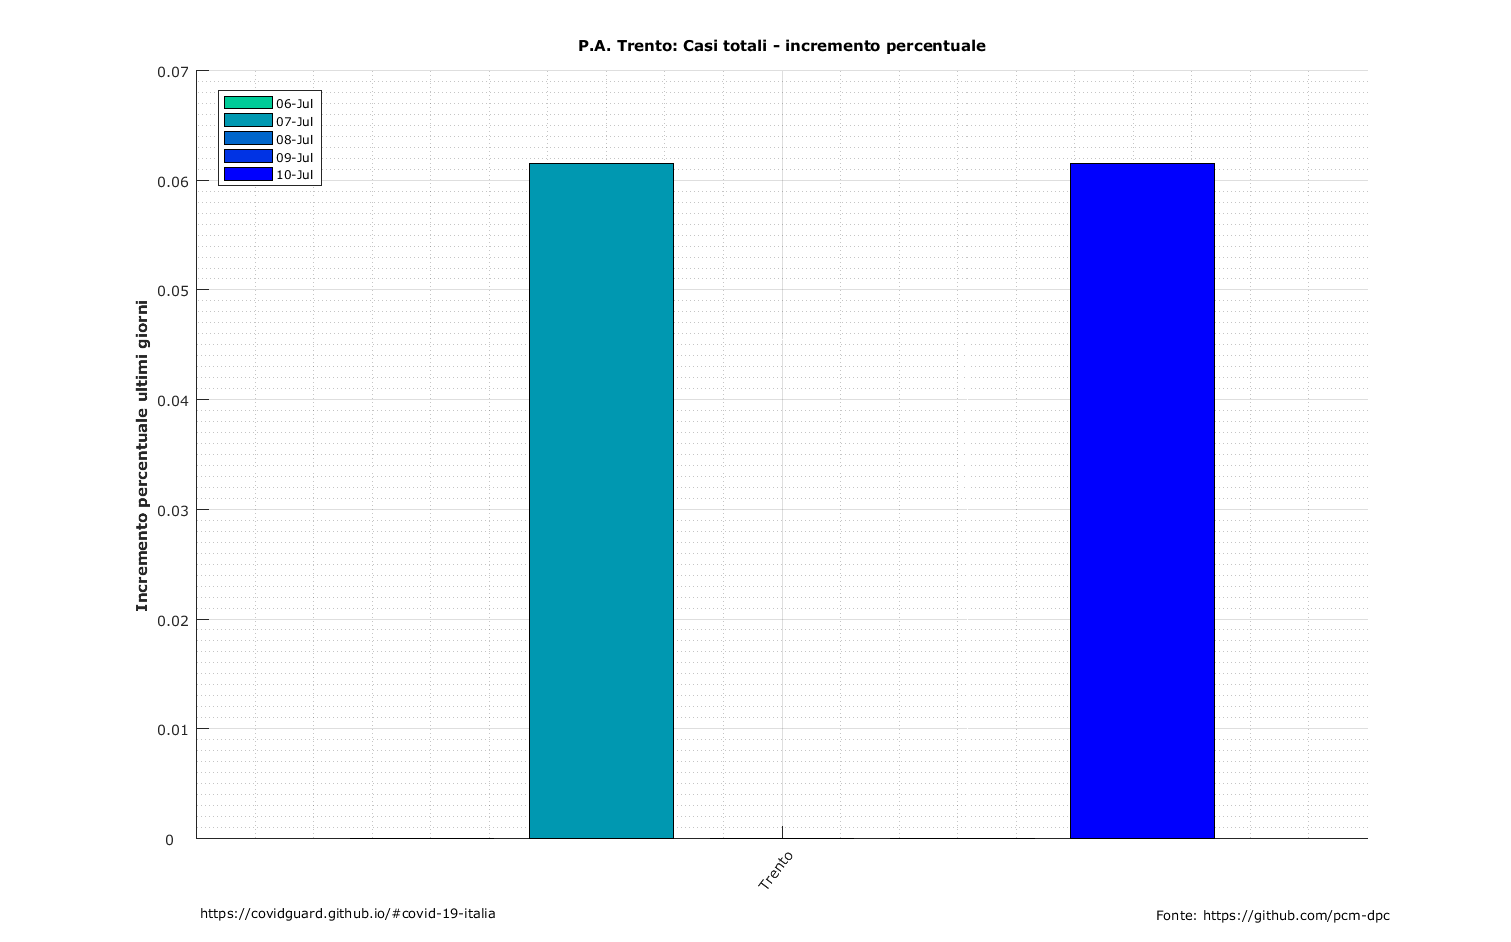 P.A. Trento: Casi totali - incremento percentuale
0.07
06-Jul
07-Jul
08-Jul
09-Jul
10-Jul
0.06
0.05
0.04
0.03
0.02
0.01
0
Incremento percentuale ultimi giorni
Trento
https://covidguard.github.io/#covid-19-italia
Fonte: https://github.com/pcm-dpc